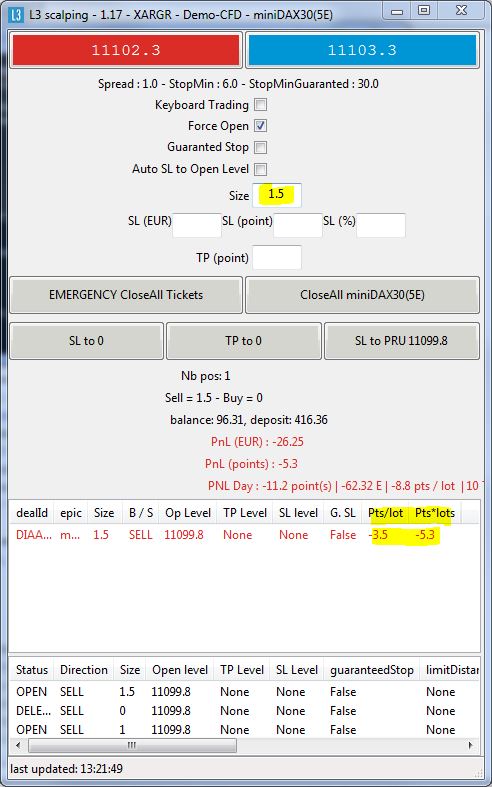 L3 scalping - 1.17 - XARGR - Demo-CFD - miniDAX30(5E)
11102.3 11103.3
Spread : 1.0 - StopMin : 6.0 - StopMinGuaranted : 30.0
Keyboard Trading
Force Open
Guaranted Stop
Auto SL to Open Level
Size 1.5
SL (EUR) SL (point) SL (%)
TP (point)
EMERGENCY CloseAll Tickets CloseAll miniDAX30(5E)
SL to 0 TP to 0 SL to PRU 11099.8
Nb pos: 1
Sell = 1.5 - Buy = 0
balance: 96.31, deposit: 416.36
PnL (EUR) : -26.25
PnL (points) : -5.3
PNL Day : -11.2 point(s) | -62.32 E | -8.8 pts / lot | 10
dealId epic Size B / S Op Level TP Level SL level G. SL Pts/lot Pts*lots
DIAA... m... 1.5 SELL 11099.8 None None False -3.5 -5.3
Status Direction Size Open level TP Level SL Level guaranteedStop limitDistan
OPEN SELL 1.5 11099.8 None None False None
DELE... SELL 0 11099.8 None None False None
OPEN SELL 1 11099.8 None None False None
last updated: 13:21:49